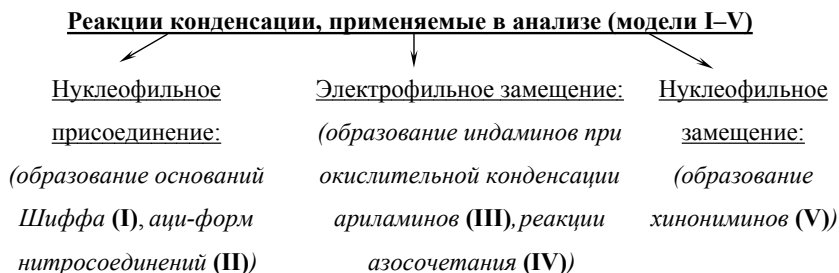 Реакции конденсации, применяемые в анализе (модели I–V)
Нуклеофильное
присоединение:
(образование оснований
Шиффа (I), аци-форм
нитросоединений (II))
Электрофильное замещение:
(образование индаминов при
окислительной конденсации
ариламинов (III), реакции
азосочетания (IV))
Нуклеофильное
замещение:
(образование
хинониминов (V))